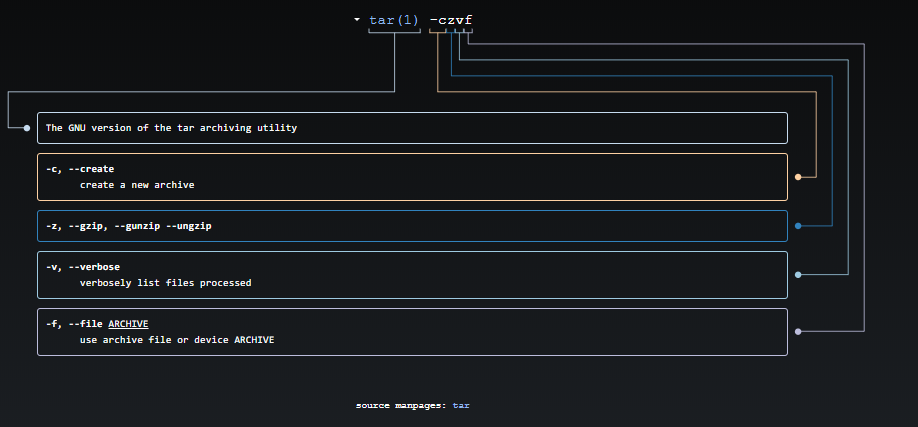 tar(1) -czvf
The GNU version of the tar archiving utility
-c, --create
create a new archive
-z, --gzip, --gunzip --ungzip
-v, --verbose
verbosely list files processed
-f, --file ARCHIVE
use archive file or device ARCHIVE
source manpages: tar